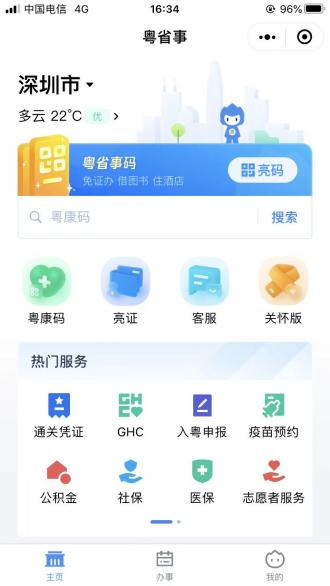 中国电信 4G 16:34 96%
粤省事
深圳市
多云 22℃ 优
粤省事码
免证办 借图书 住酒店
亮码
粤康码 搜索
粤康码 亮证 客服 关怀版
热门服务
通关凭证 GHC 入粤申报 疫苗预约
公积金 社保 医保 志愿者服务
主页 办事 我的